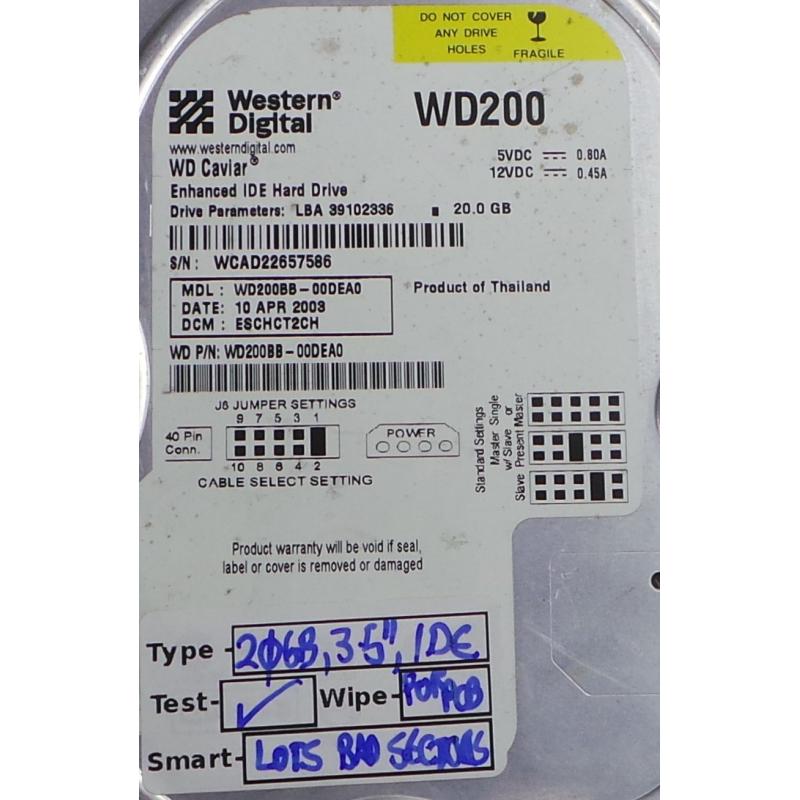 DO NOT COVER
ANY DRIVE
HOLES
FRAGILE
Western® Digital
WD200
www.westerndigital.com
WD Caviar®
5VDC 0.80A
12VDC 0.45A
Enhanced IDE Hard Drive
Drive Parameters: LBA 39102336 ■ 20.0 GB
S/N: WCAD22657586
MDL: WD200BB-00DEA0
Product of Thailand
DATE: 10 APR 2003
DCM: ESCHCT2CH
WD P/N: WD200BB-00DEA0
J8 JUMPER SETTINGS
9 7 5 3 1
40 Pin
Conn.
10 8 6 4 2
CABLE SELECT SETTING
POWER
Standard Settings
Master Single
w/Slave or
Slave Present Master
Product warranty will be void if seal,
label or cover is removed or damaged
Type - 20GB, 3.5", IDE
Test- ✓ Wipe- FOR PCB
Smart- LOTS BAD SECTORS